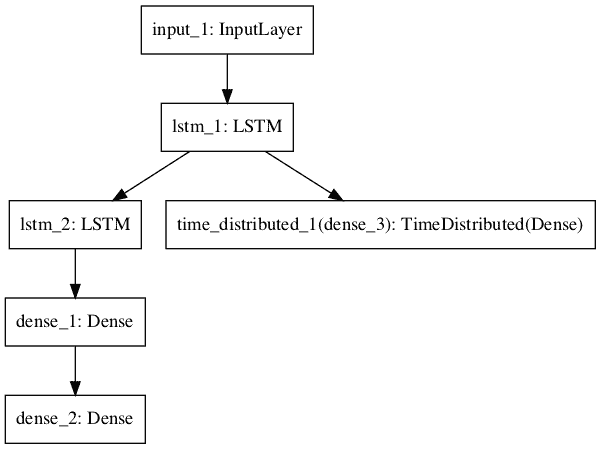 input_1: InputLayer
lstm_1: LSTM
lstm_2: LSTM
time_distributed_1(dense_3): TimeDistributed(Dense)
dense_1: Dense
dense_2: Dense